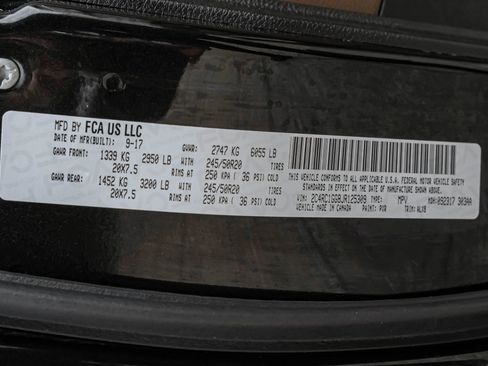 MFD BY FCA US LLC
DATE OF MFR(BUILT): 9-17 GVWR: 2747 KG 6055 LB
GAWR FRONT: 1339 KG 2950 LB WITH 245/50R20 TIRES
20X7.5 RIMS AT 250 KPA ( 36 PSI) COLD
GAWR REAR: 1452 KG 3200 LB WITH 245/50R20 TIRES
20X7.5 RIMS AT 250 KPA ( 36 PSI) COLD
THIS VEHICLE CONFORMS TO ALL APPLICABLE U.S.A. FEDERAL MOTOR VEHICLE SAFETY
STANDARDS IN EFFECT ON THE DATE OF MANUFACTURE SHOWN ABOVE.
VIN: 2C4RC1GG8JR125309 TYPE: MPV MDH:092317 303AA
VEHICLE MADE IN CANADA PAINT: PXR TRIM: ALX9